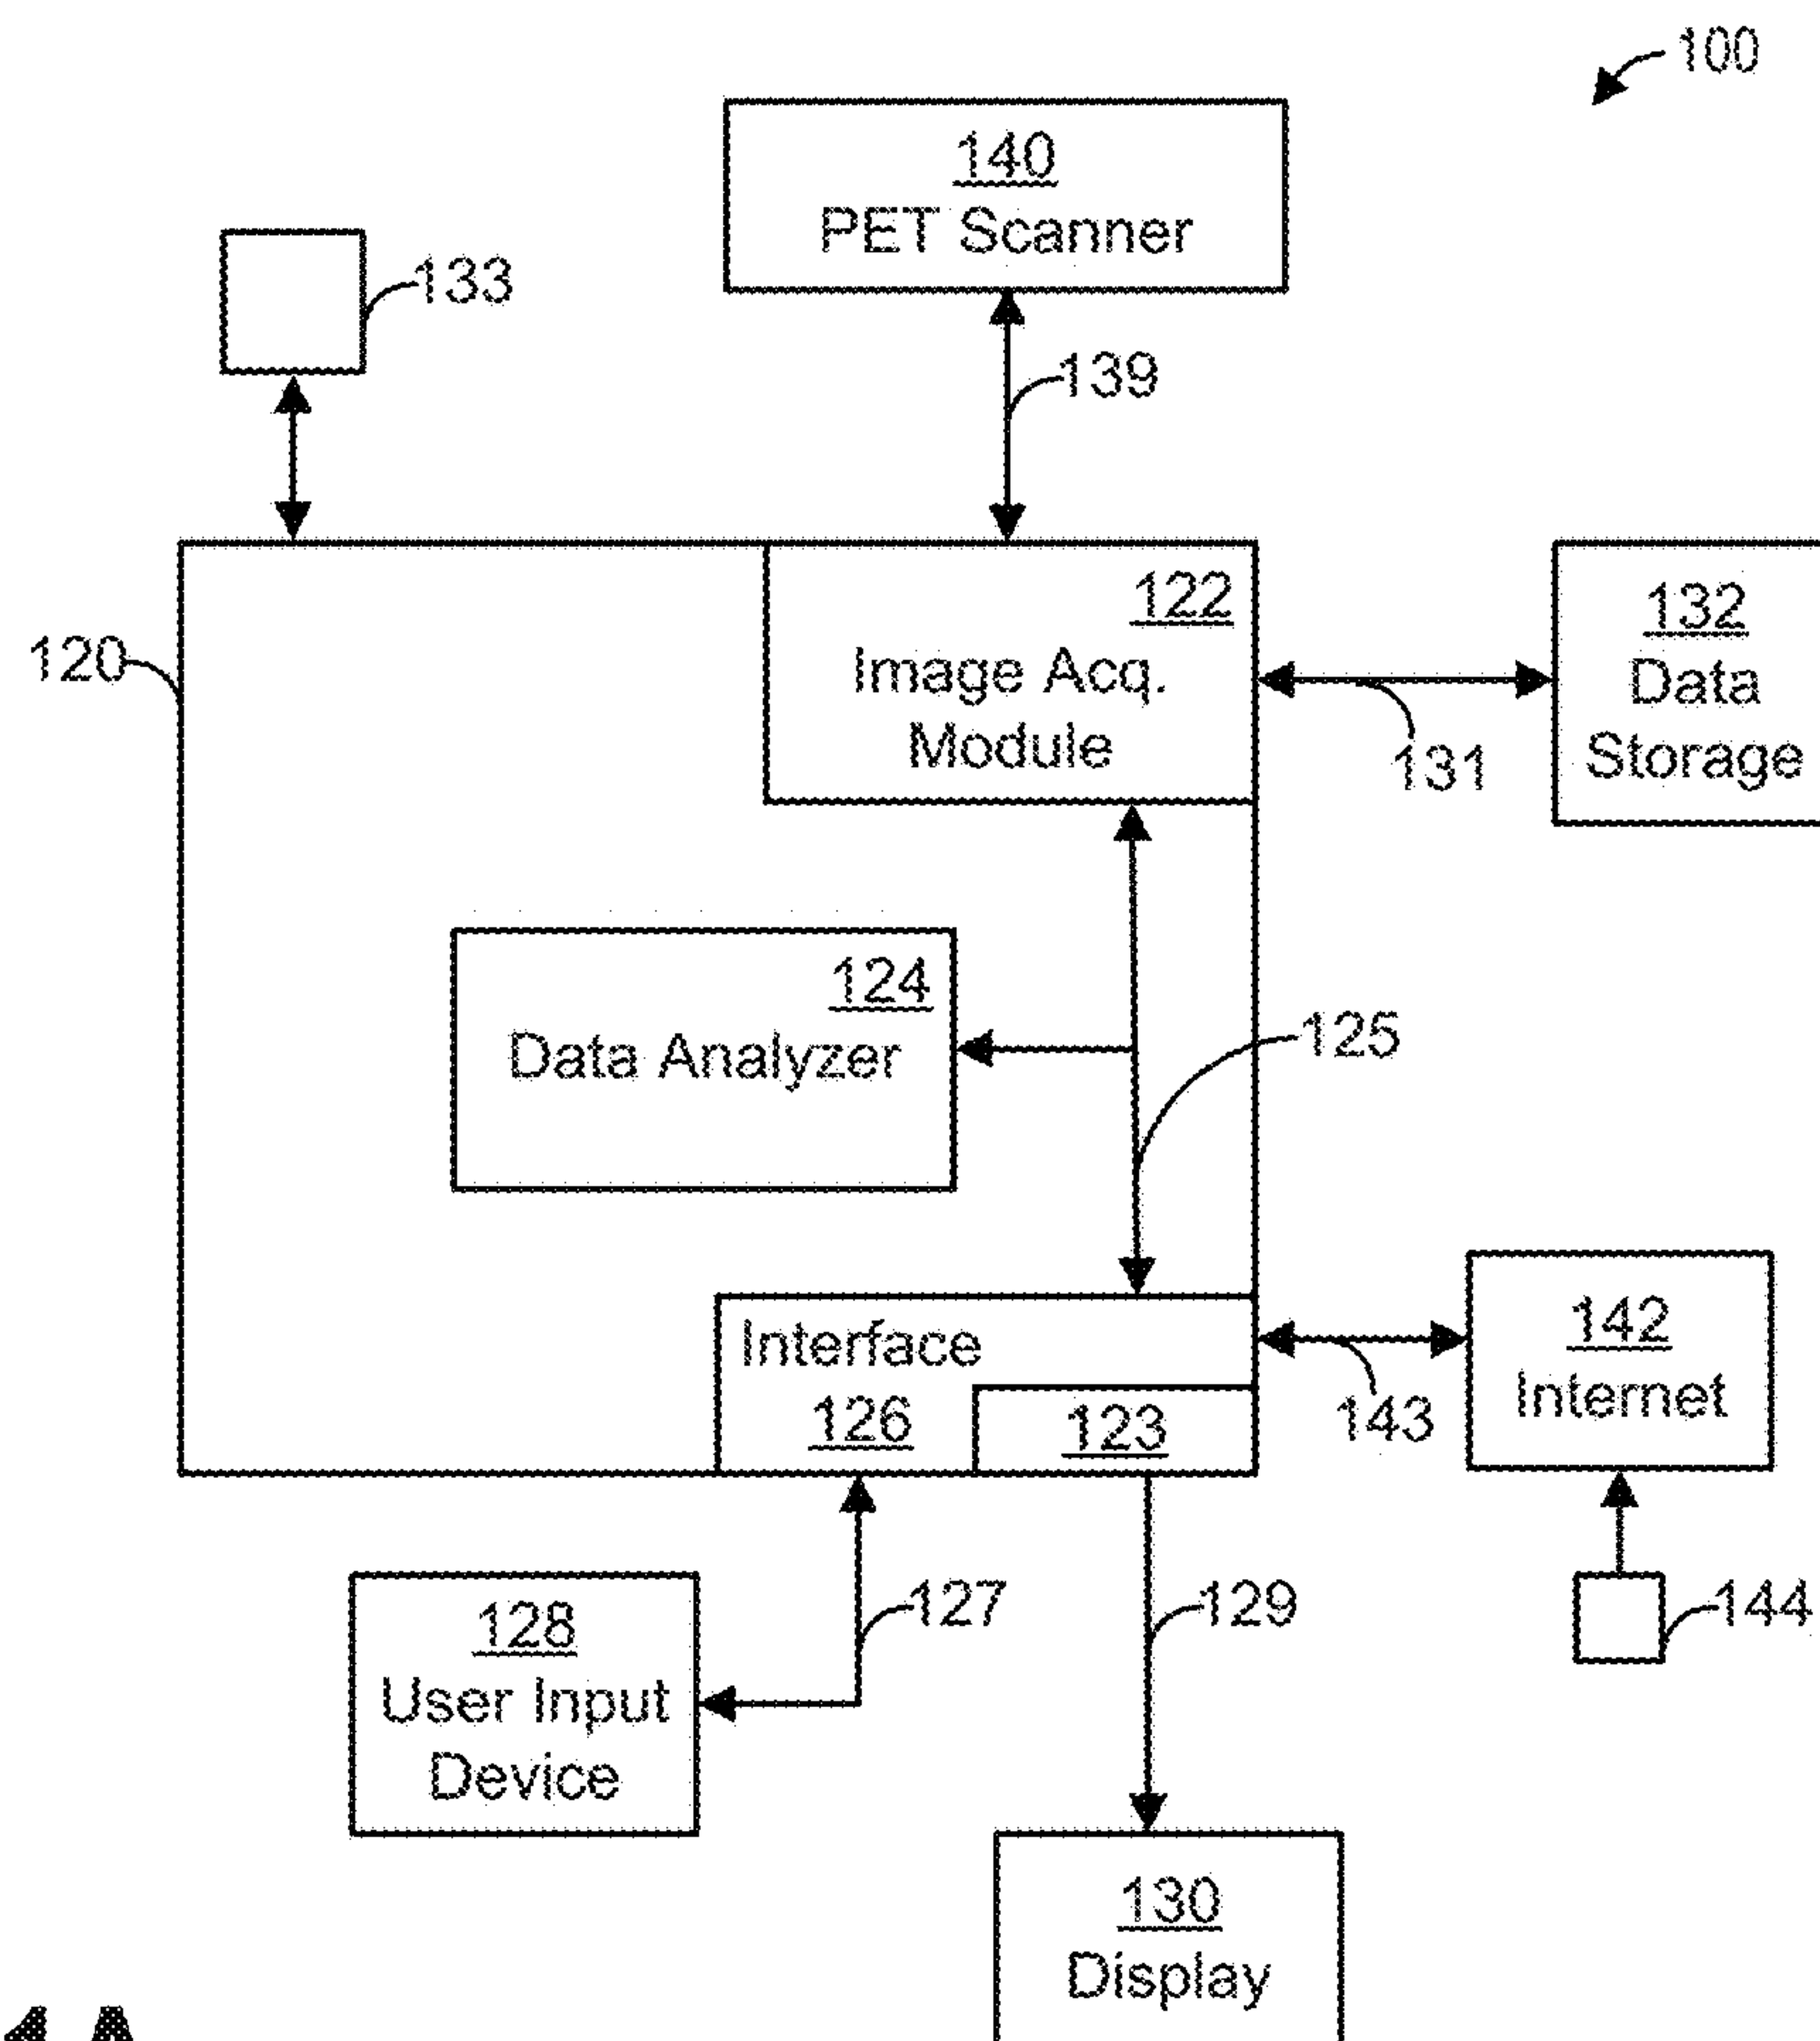 100
140
PET Scanner
133
139
122
Image Acq.
Module
120
132
Data
Storage
131
124
Data Analyzer
125
Interface
126
123
142
Internet
143
128
User Input
Device
127
129
144
130
Display
1A